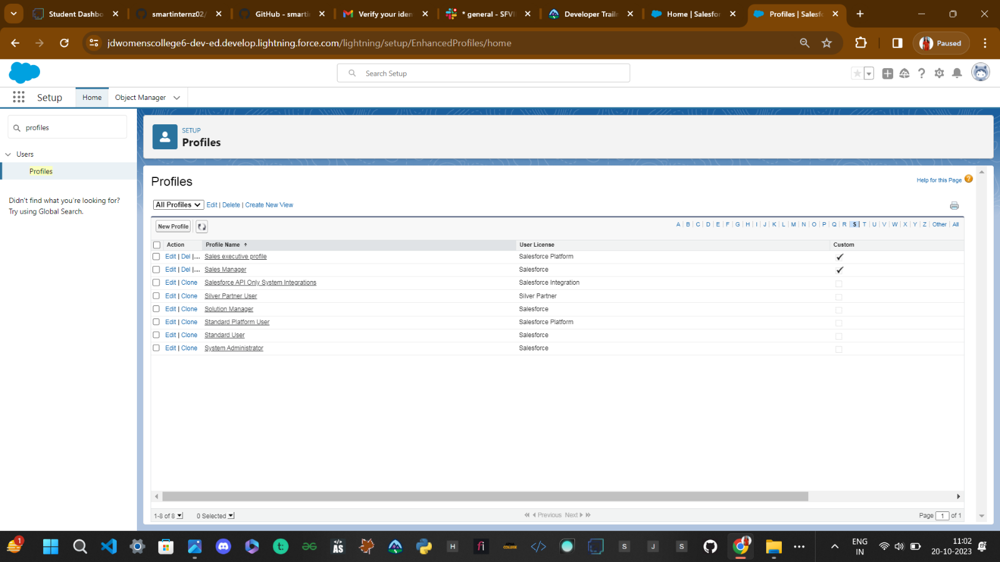 Student Dashbo
smartinternz02/
GitHub - smarti
Verify your iden
* general - SFVI
Developer Trailr
Home | Salesfor
Profiles | Salesfo
jdwomenscollege6-dev-ed.develop.lightning.force.com/lightning/setup/EnhancedProfiles/home
Paused
Search Setup
Setup
Home
Object Manager
profiles
Users
Profiles
Didn't find what you're looking for?
Try using Global Search.
SETUP
Profiles
Profiles
Help for this Page
All Profiles Edit | Delete | Create New View
New Profile
A | B | C | D | E | F | G | H | I | J | K | L | M | N | O | P | Q | R | S | T | U | V | W | X | Y | Z | Other | All
Action Profile Name User License Custom
Edit | Del |... Sales executive profile Salesforce Platform
Edit | Del |... Sales Manager Salesforce
Edit | Clone Salesforce API Only System Integrations Salesforce Integration
Edit | Clone Silver Partner User Silver Partner
Edit | Clone Solution Manager Salesforce
Edit | Clone Standard Platform User Salesforce Platform
Edit | Clone Standard User Salesforce
Edit | Clone System Administrator Salesforce
1-8 of 8 0 Selected Previous Next Page 1 of 1
1
AS
H
fi
COLLEGE
S
J
S
ENG
IN
11:02
20-10-2023